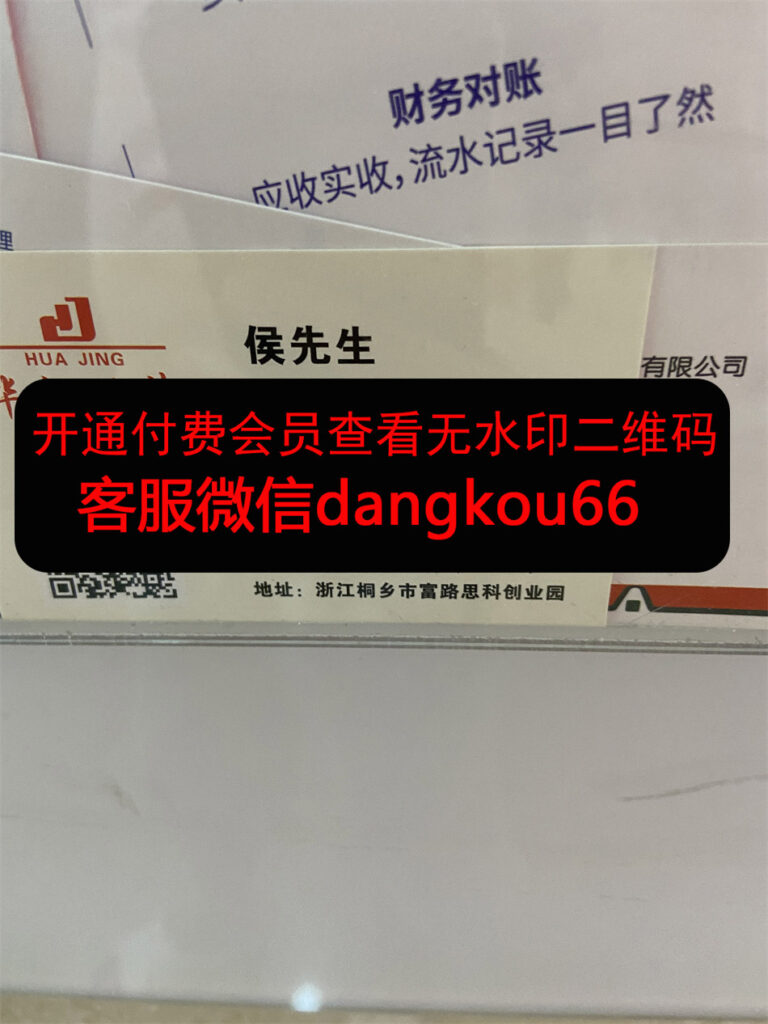 财务对账
应收实收，流水记录一目了然
理
HUA JING
侯先生
有限公司
开通付费会员查看无水印二维码
客服微信dangkou66
地址：浙江桐乡市富路思科创业园